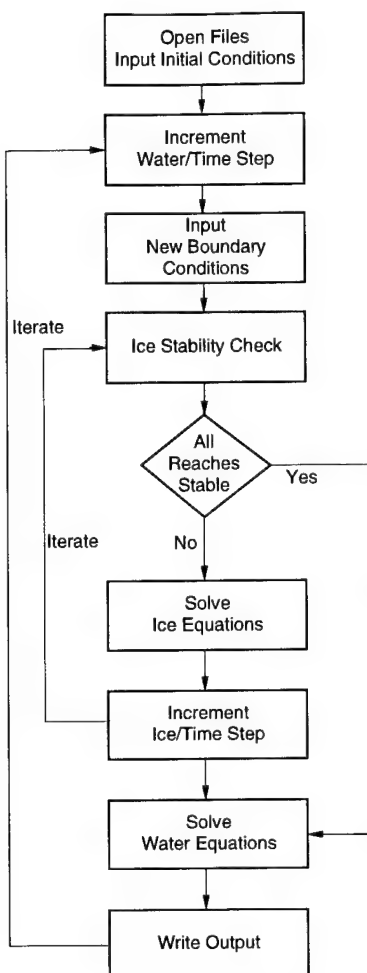 Open Files
Input Initial Conditions
Increment
Water/Time Step
Input
New Boundary
Conditions
Iterate
Ice Stability Check
All
Reaches
Stable
Yes
No
Iterate
Solve
Ice Equations
Increment
Ice/Time Step
Solve
Water Equations
Write Output